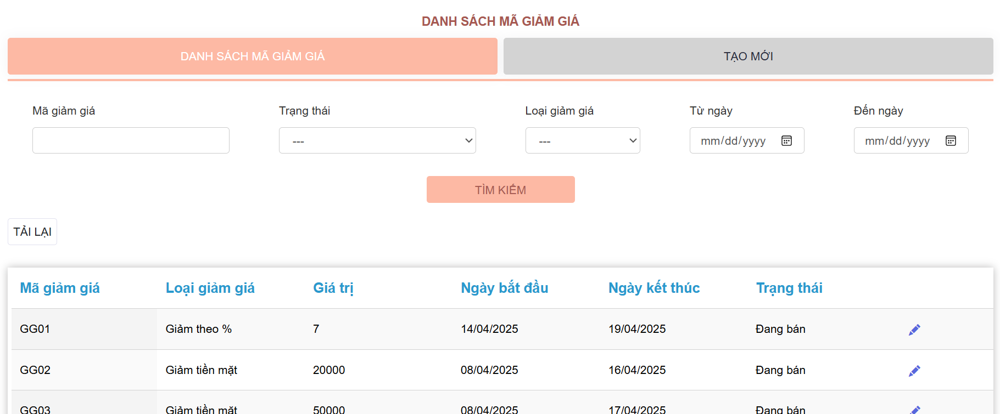 DANH SÁCH MÃ GIẢM GIÁ
DANH SÁCH MÃ GIẢM GIÁ TẠO MỚI
Mã giảm giá Trạng thái Loại giảm giá Từ ngày Đến ngày
--- --- mm/dd/yyyy mm/dd/yyyy
TÌM KIẾM
TẢI LẠI
Mã giảm giá Loại giảm giá Giá trị Ngày bắt đầu Ngày kết thúc Trạng thái
GG01 Giảm theo % 7 14/04/2025 19/04/2025 Đang bán
GG02 Giảm tiền mặt 20000 08/04/2025 16/04/2025 Đang bán
GG03 Giảm tiền mặt 50000 08/04/2025 17/04/2025 Đang bán